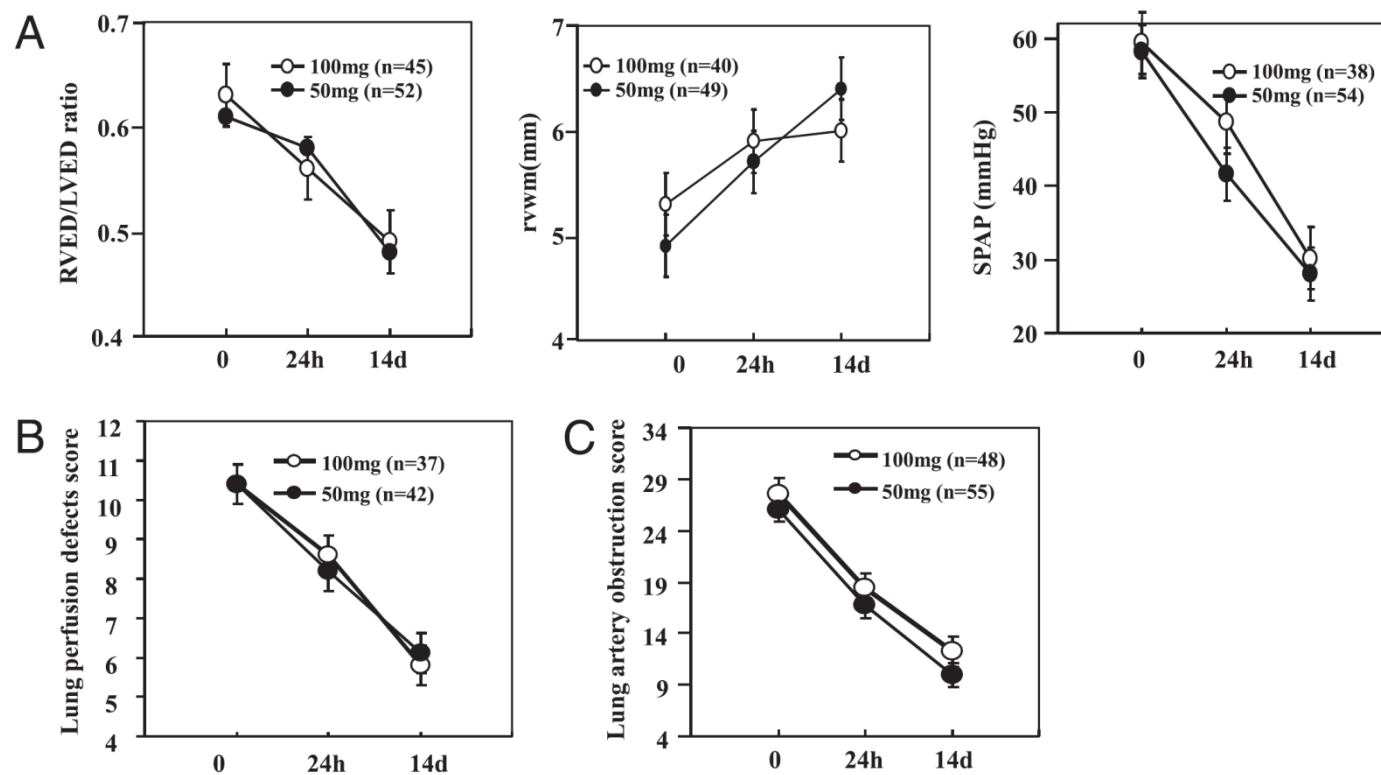 A
RVED/LVED ratio
0.7
0.6
0.5
0.4
100mg (n=45)
50mg (n=52)
0 24h 14d
rvwm(mm)
7
6
5
4
100mg (n=40)
50mg (n=49)
0 24h 14d
SPAP (mmHg)
60
50
40
30
20
100mg (n=38)
50mg (n=54)
0 24h 14d
B
Lung perfusion defects score
12
11
10
9
8
7
6
5
4
100mg (n=37)
50mg (n=42)
0 24h 14d
C
Lung artery obstruction score
34
29
24
19
14
9
4
100mg (n=48)
50mg (n=55)
0 24h 14d